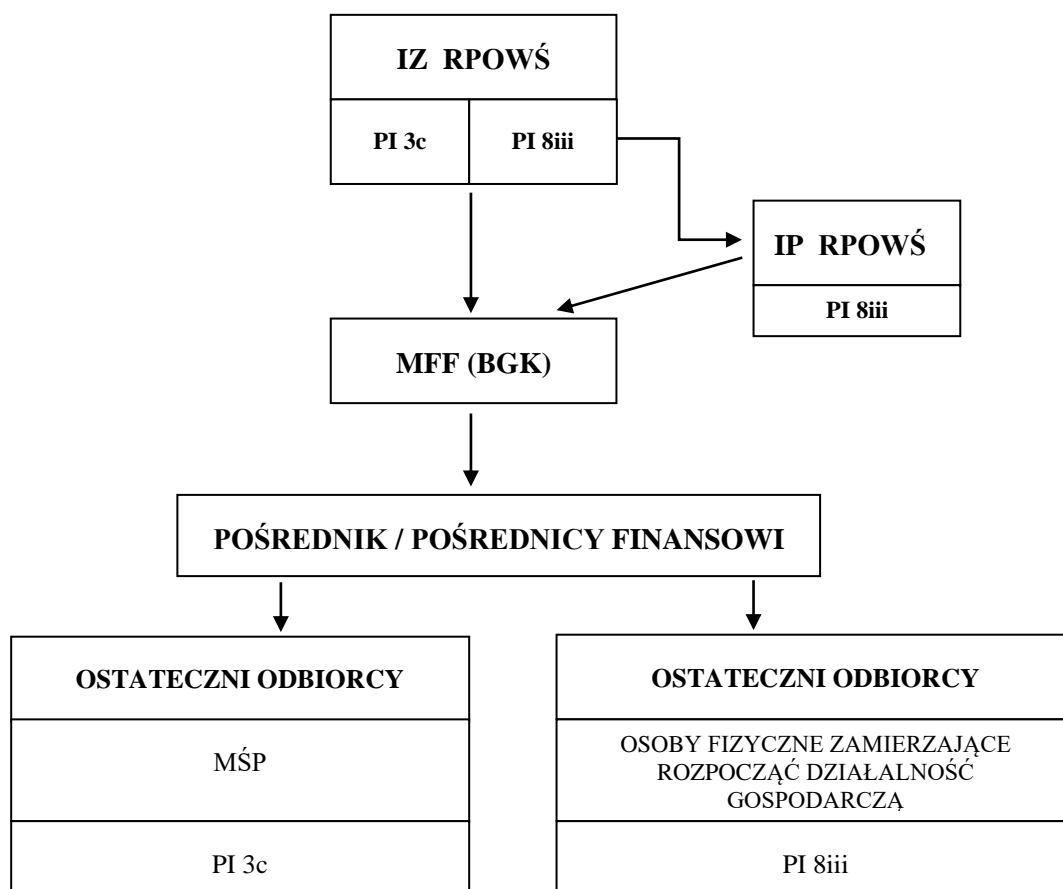 IZ RPOWŚ
PI 3c
PI 8iii
IP RPOWŚ
PI 8iii
MFF (BGK)
POŚREDNIK / POŚREDNICY FINANSOWI
OSTATECZNI ODBIORCY
MŚP
PI 3c
OSTATECZNI ODBIORCY
OSOBY FIZYCZNE ZAMIERZAJĄCE
ROZPOCZĄĆ DZIAŁALNOŚĆ
GOSPODARCZĄ
PI 8iii